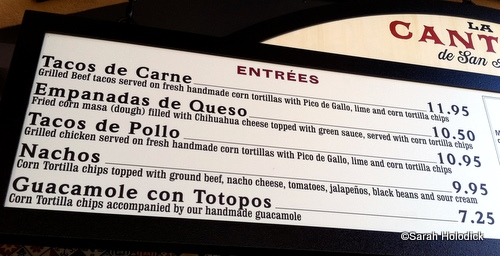 LA
CANT
de San
ENTRÉES
Tacos de Carne 11.95
Grilled Beef tacos served on fresh handmade corn tortillas with Pico de Gallo, lime and corn tortilla chips
Empanadas de Queso 10.50
Fried corn masa (dough) filled with Chihuahua cheese topped with green sauce, served with corn tortilla chips
Tacos de Pollo 10.95
Grilled chicken served on fresh handmade corn tortillas with Pico de Gallo, lime and corn tortilla chips
Nachos 9.95
Corn Tortilla chips topped with ground beef, nacho cheese, tomatoes, jalapeños, black beans and sour cream
Guacamole con Totopos 7.25
Corn Tortilla chips accompanied by our handmade guacamole
©Sarah Holodick